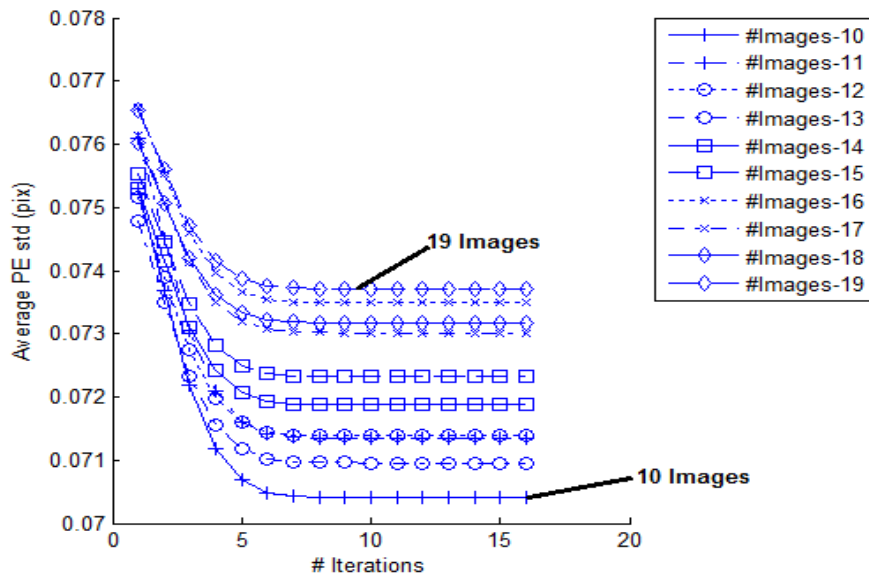 0.078
0.077
0.076
0.075
0.074
0.073
0.072
0.071
0.07
Average PE std (pix)
0
5
10
15
20
# Iterations
19 Images
10 Images
#Images-10
#Images-11
#Images-12
#Images-13
#Images-14
#Images-15
#Images-16
#Images-17
#Images-18
#Images-19